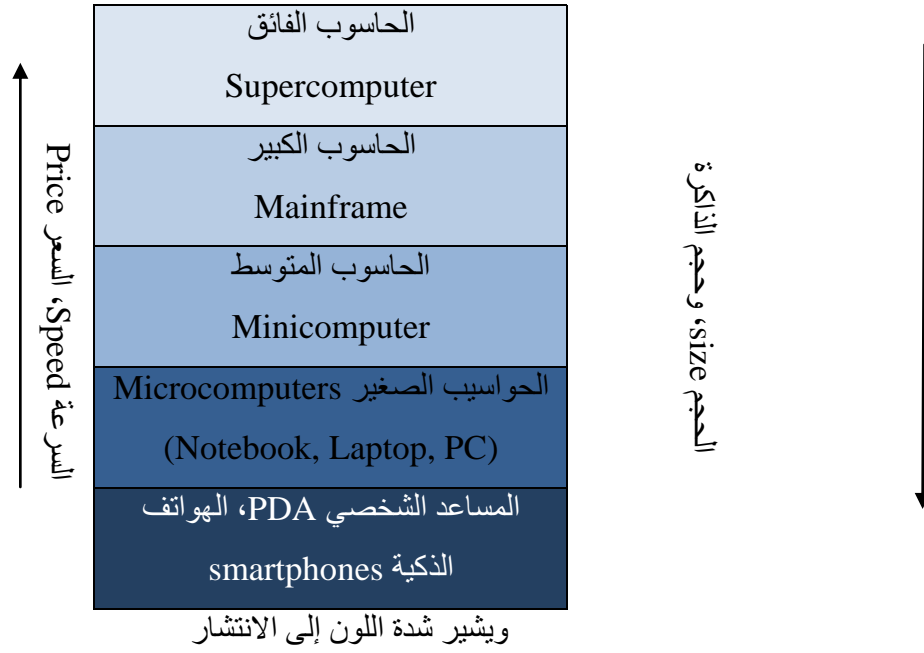 الحاسوب الفائق
Supercomputer
الحاسوب الكبير
Mainframe
الحاسوب المتوسط
Minicomputer
الحواسيب الصغير Microcomputers
(Notebook, Laptop, PC)
المساعد الشخصي PDA، الهواتف
الذكية smartphones
السرعة Speed، السعر Price
الحجم size، وحجم الذاكرة
ويشير شدة اللون إلى الانتشار